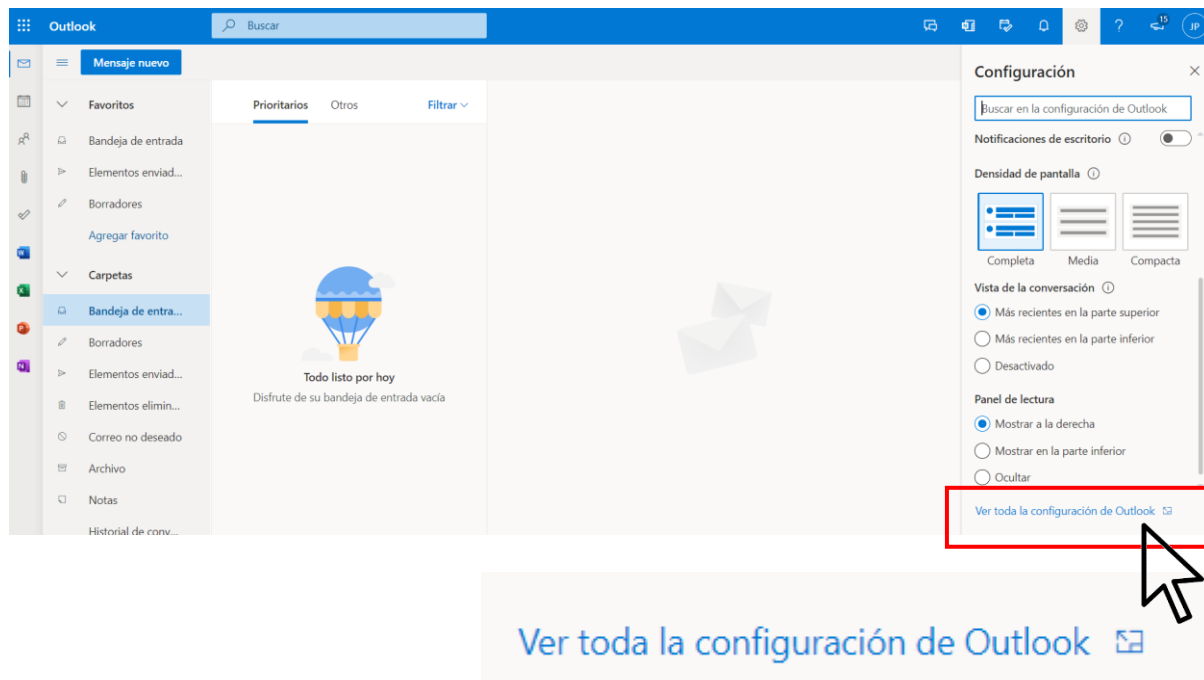 Outlook
Buscar
15
JP
Mensaje nuevo
Favoritos
Bandeja de entrada
Elementos enviad...
Borradores
Agregar favorito
Carpetas
Bandeja de entra...
Borradores
Elementos enviad...
Elementos elimin...
Correo no deseado
Archivo
Notas
Historial de conv...
Prioritarios Otros Filtrar
Todo listo por hoy
Disfrute de su bandeja de entrada vacía
Configuración
Buscar en la configuración de Outlook
Notificaciones de escritorio
Densidad de pantalla
Completa Media Compacta
Vista de la conversación
Más recientes en la parte superior
Más recientes en la parte inferior
Desactivado
Panel de lectura
Mostrar a la derecha
Mostrar en la parte inferior
Ocultar
Ver toda la configuración de Outlook
Ver toda la configuración de Outlook